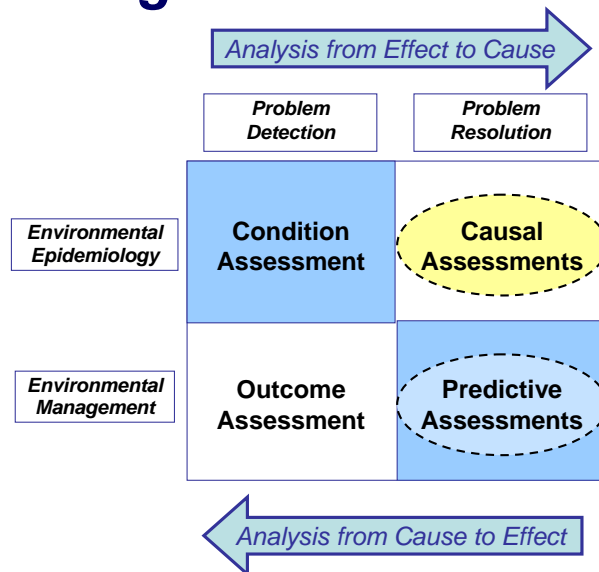 Analysis from Effect to Cause
Problem
Detection
Problem
Resolution
Environmental
Epidemiology
Condition
Assessment
Causal
Assessments
Environmental
Management
Outcome
Assessment
Predictive
Assessments
Analysis from Cause to Effect